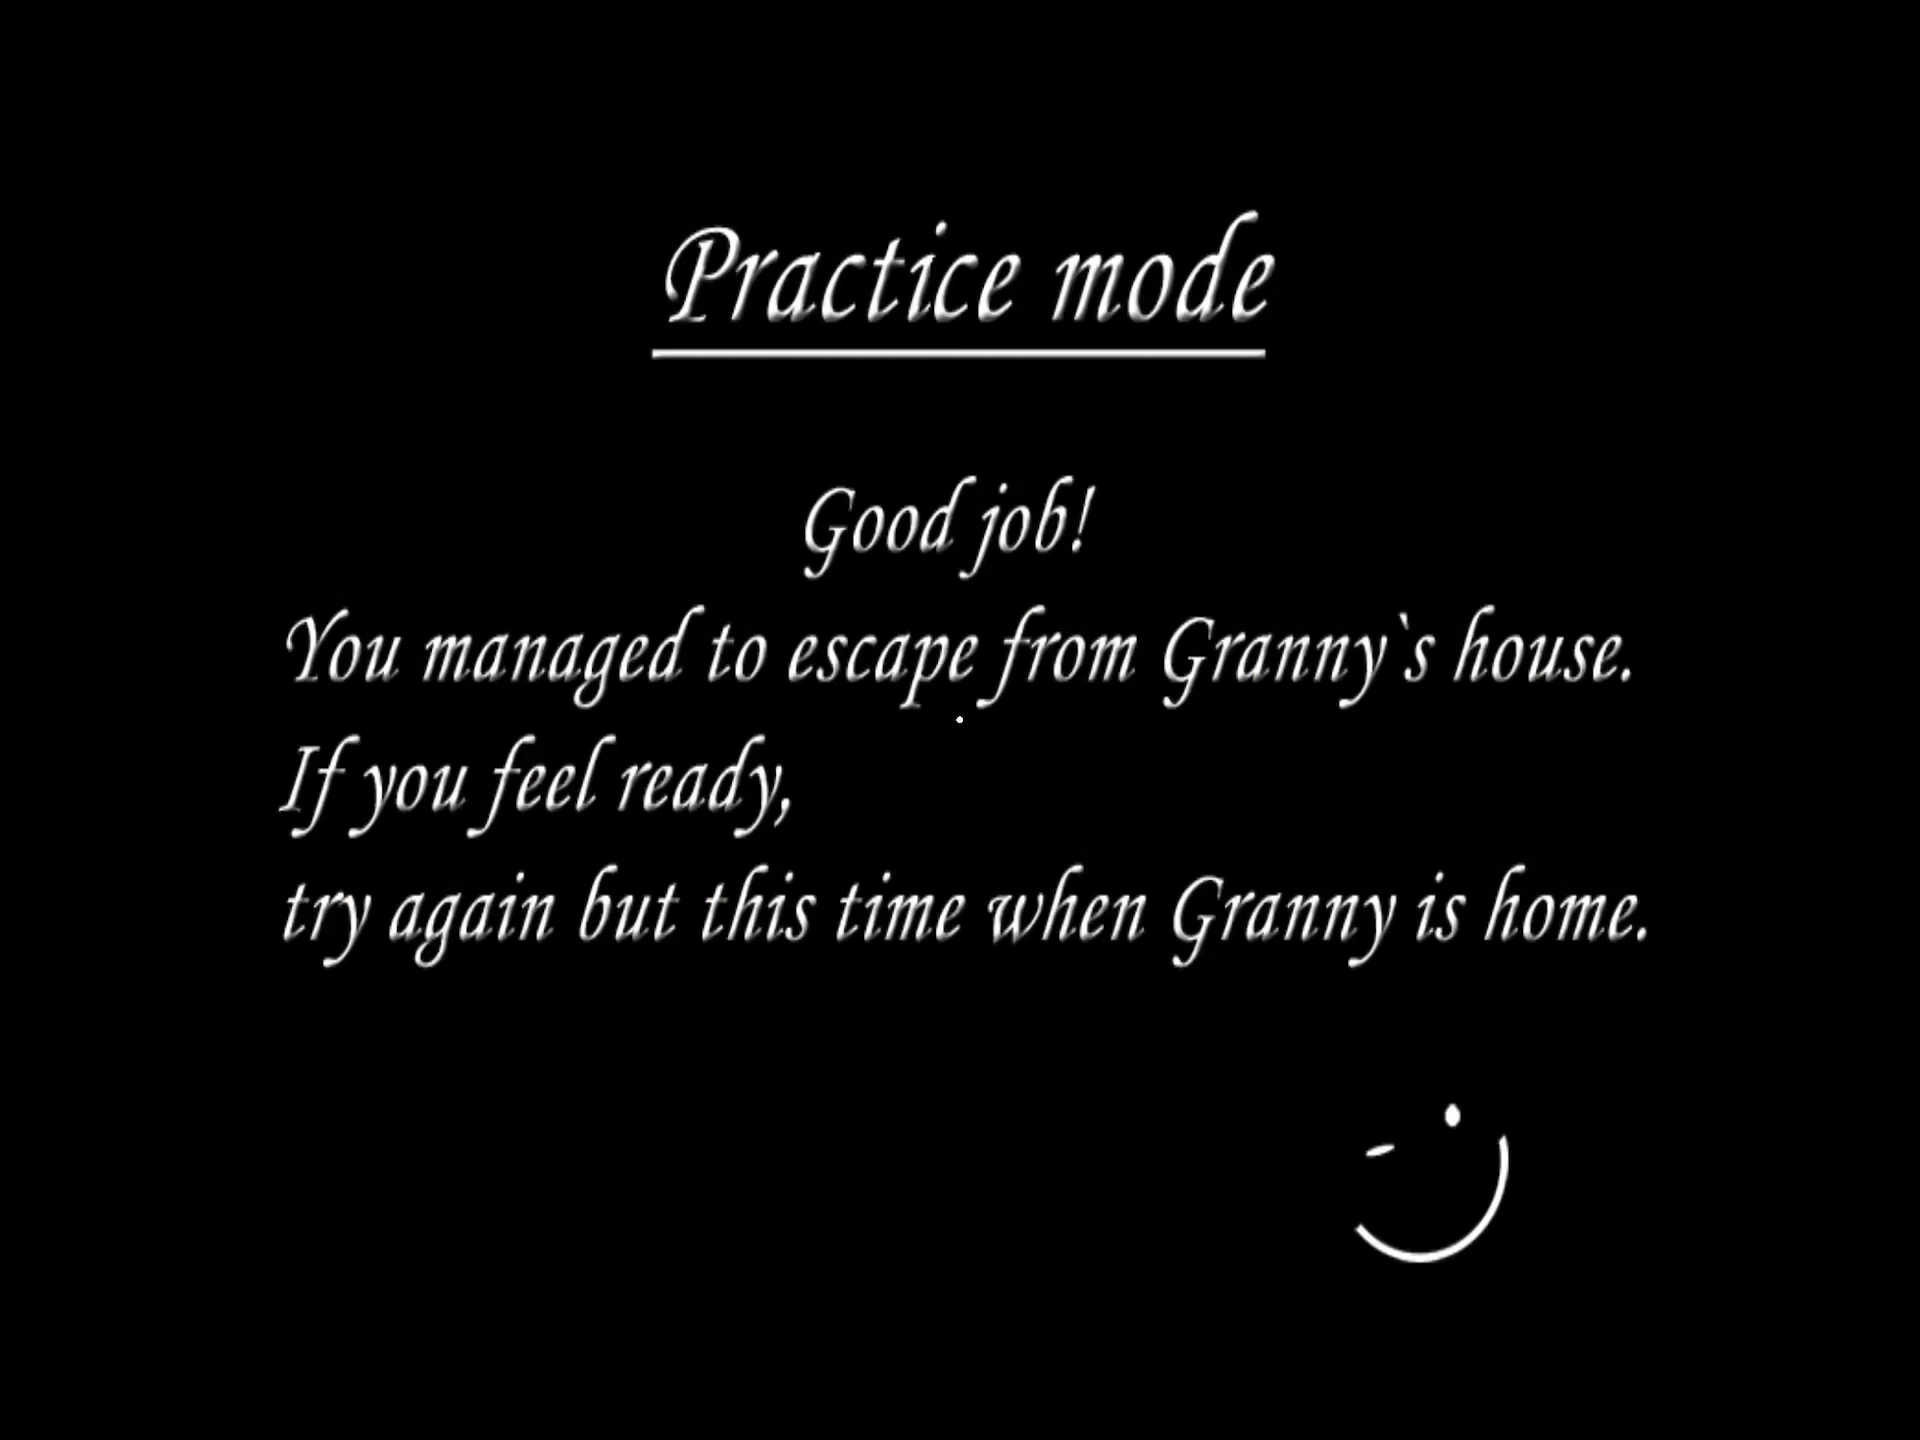 Practice mode
Good job!
You managed to escape from Granny`s house.
If you feel ready,
try again but this time when Granny is home.